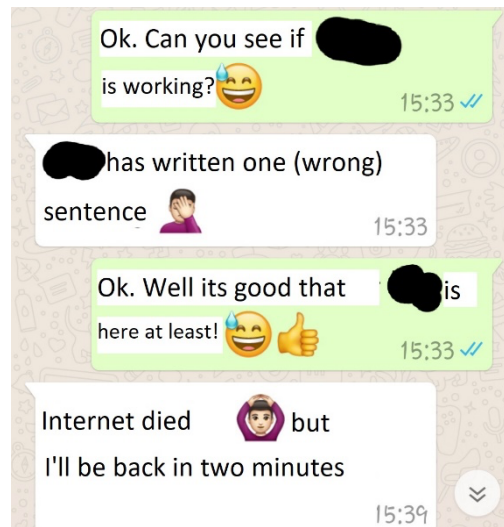 Ok. Can you see if
is working?😅
15:33
has written one (wrong)
sentence 🤦🏻‍♂️
15:33
Ok. Well its good that is
here at least! 😅👍
15:33
Internet died 🙆🏻‍♂️ but
I'll be back in two minutes
15:39